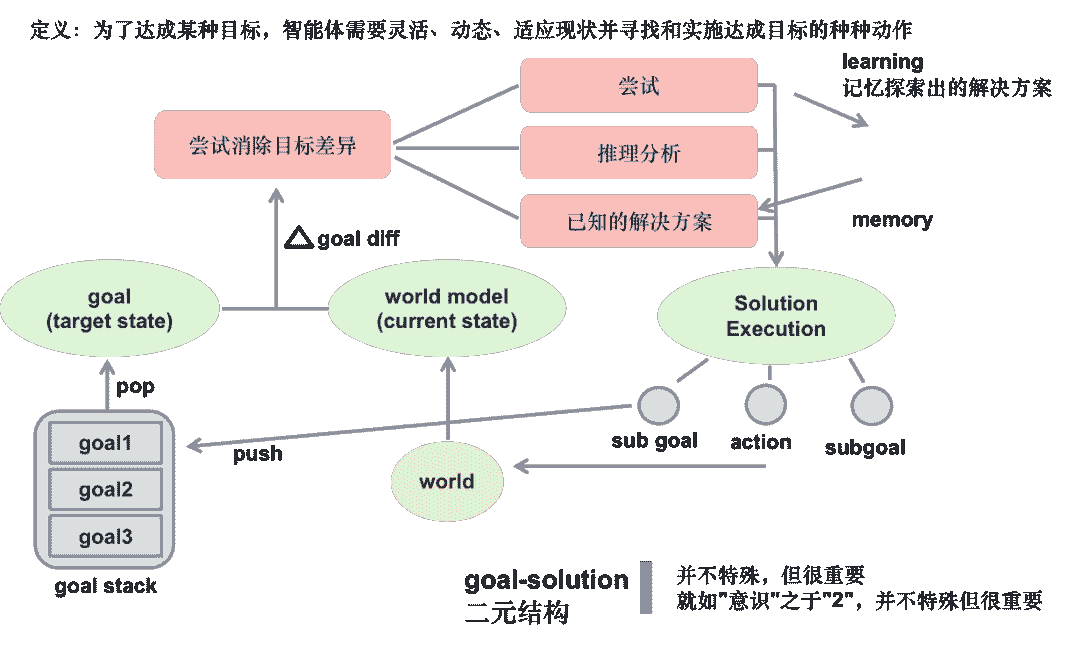 定义：为了达成某种目标，智能体需要灵活、动态、适应现状并寻找和实施达成目标的种种动作
learning
记忆探索出的解决方案
尝试
尝试消除目标差异
推理分析
已知的解决方案
memory
△ goal diff
goal
(target state)
world model
(current state)
Solution
Execution
pop
goal1
goal2
goal3
goal stack
push
sub goal
action
subgoal
world
goal-solution
二元结构
并不特殊，但很重要
就如"意识"之于"2"，并不特殊但很重要